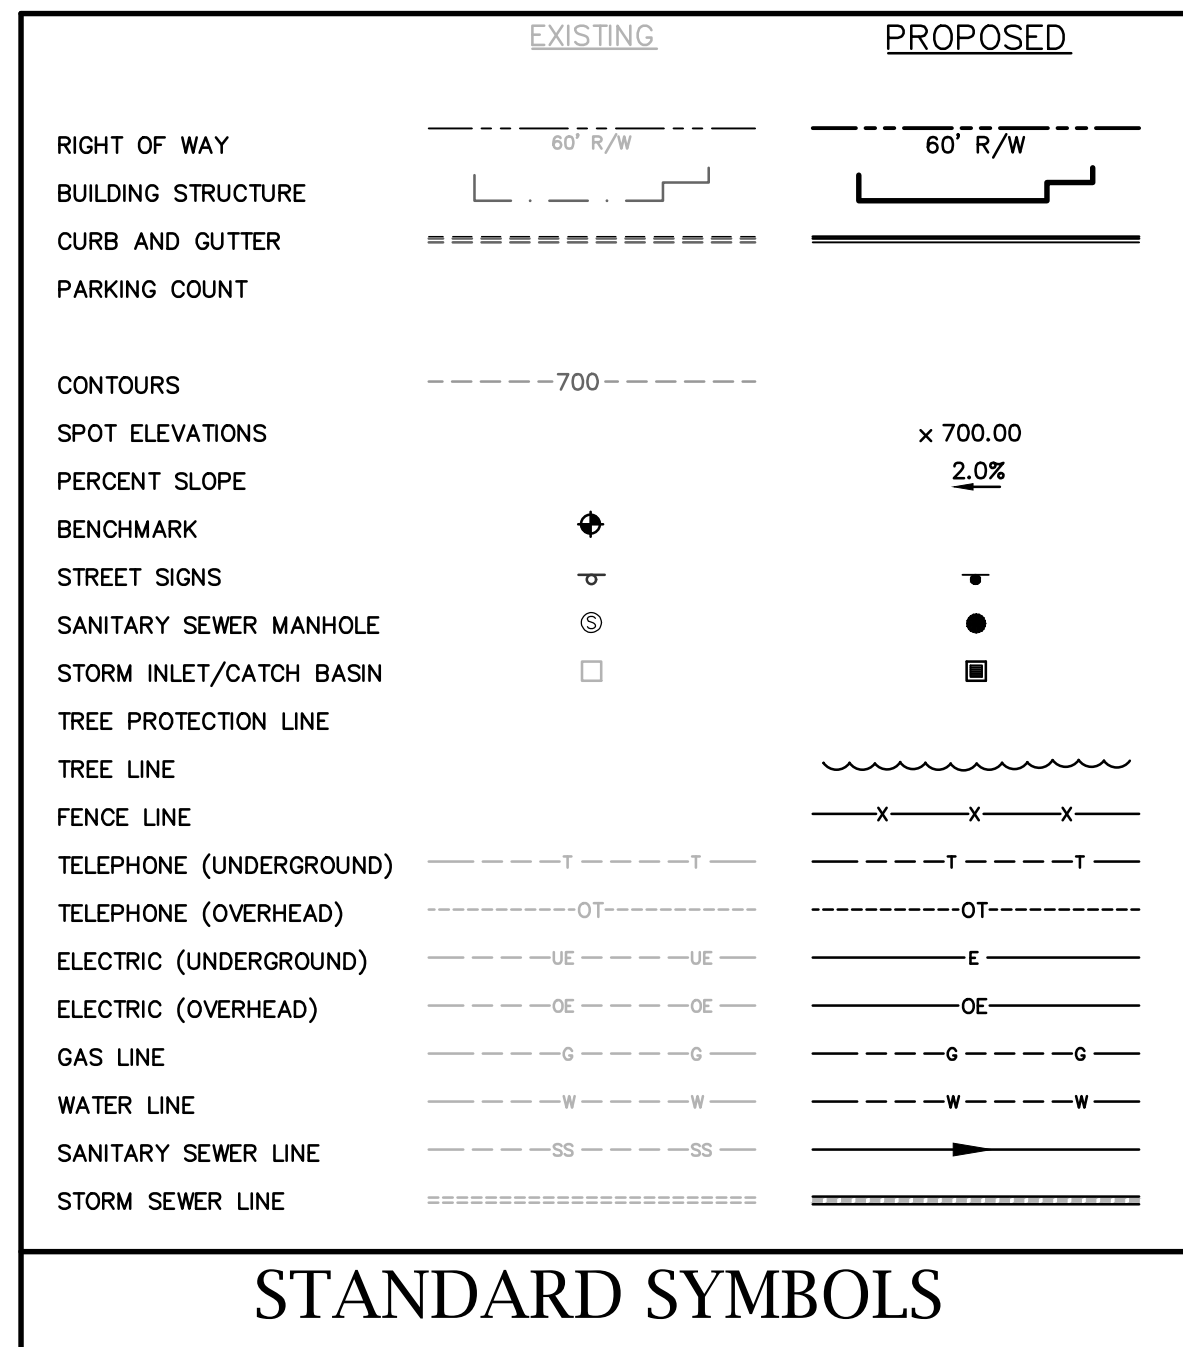 EXISTING PROPOSED
RIGHT OF WAY 60' R/W 60' R/W
BUILDING STRUCTURE
CURB AND GUTTER
PARKING COUNT
CONTOURS 700
SPOT ELEVATIONS x 700.00
PERCENT SLOPE 2.0%
BENCHMARK
STREET SIGNS
SANITARY SEWER MANHOLE S
STORM INLET/CATCH BASIN
TREE PROTECTION LINE
TREE LINE
FENCE LINE X X X
TELEPHONE (UNDERGROUND) T T T T
TELEPHONE (OVERHEAD) OT OT
ELECTRIC (UNDERGROUND) UE UE E
ELECTRIC (OVERHEAD) OE OE OE
GAS LINE G G G G
WATER LINE W W W W
SANITARY SEWER LINE SS SS
STORM SEWER LINE
STANDARD SYMBOLS